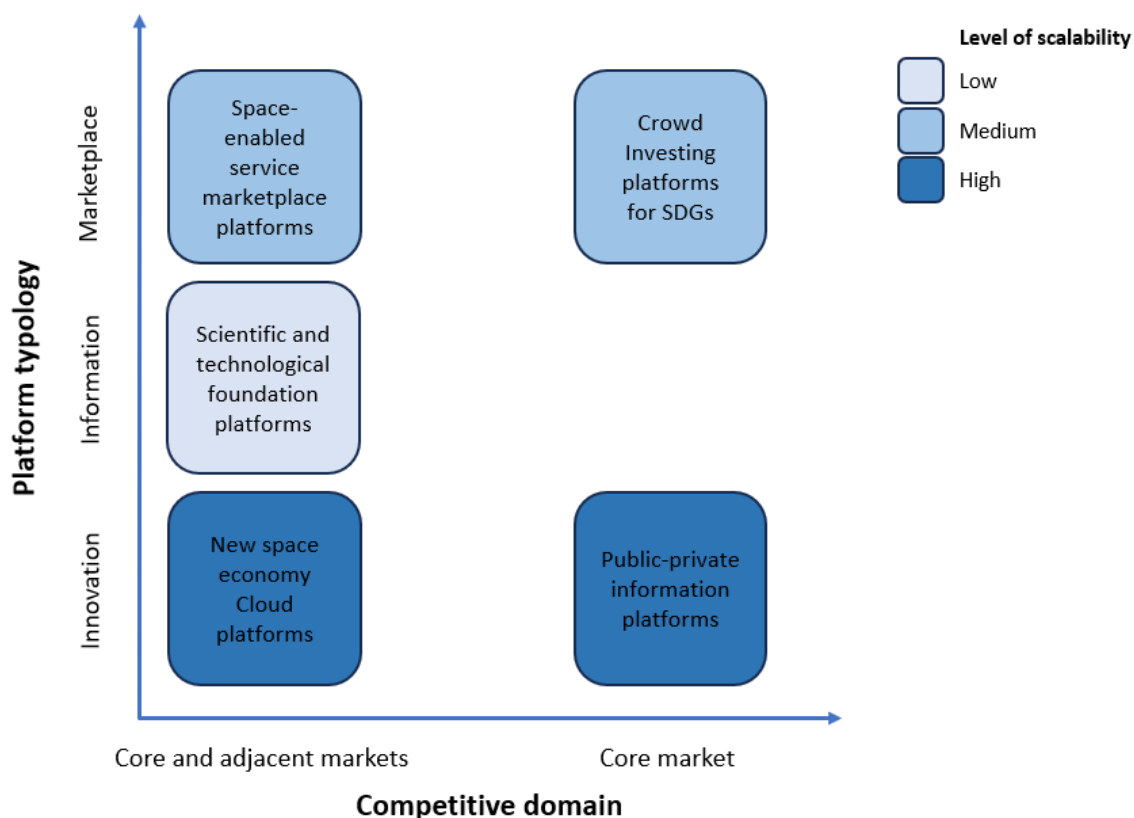 Level of scalability
Low
Medium
High
Platform typology
Marketplace
Information
Innovation
Space-
enabled
service
marketplace
platforms
Crowd
Investing
platforms
for SDGs
Scientific and
technological
foundation
platforms
New space
economy
Cloud
platforms
Public-private
information
platforms
Core and adjacent markets
Core market
Competitive domain